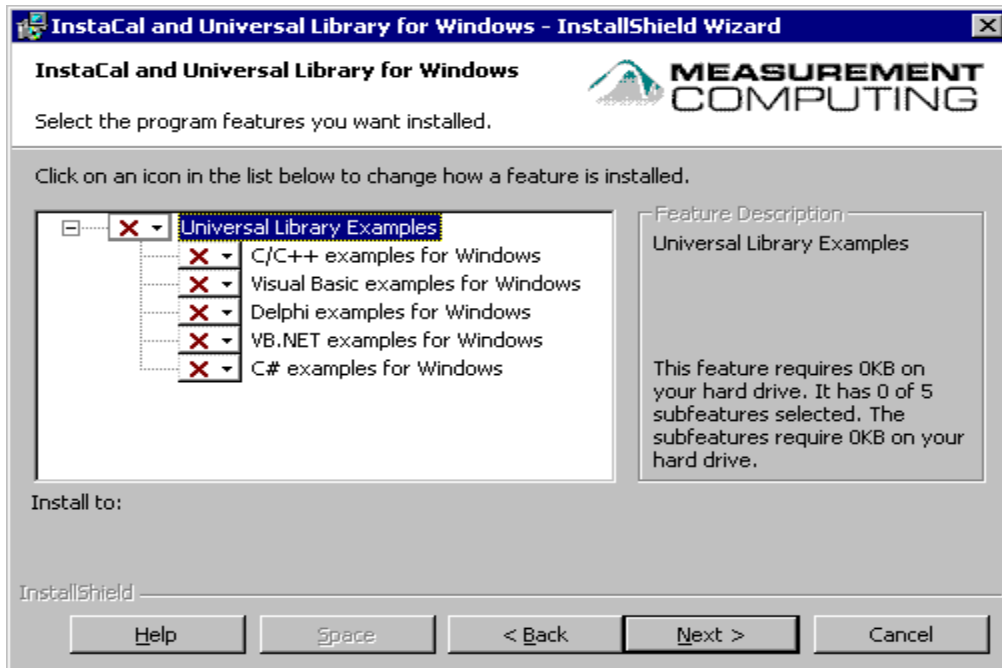 InstaCal and Universal Library for Windows - InstallShield Wizard
InstaCal and Universal Library for Windows
MEASUREMENT
COMPUTING
Select the program features you want installed.
Click on an icon in the list below to change how a feature is installed.
Universal Library Examples
C/C++ examples for Windows
Visual Basic examples for Windows
Delphi examples for Windows
VB.NET examples for Windows
C# examples for Windows
Feature Description
Universal Library Examples
This feature requires 0KB on
your hard drive. It has 0 of 5
subfeatures selected. The
subfeatures require 0KB on your
hard drive.
Install to:
InstallShield
Help
Space
< Back
Next >
Cancel